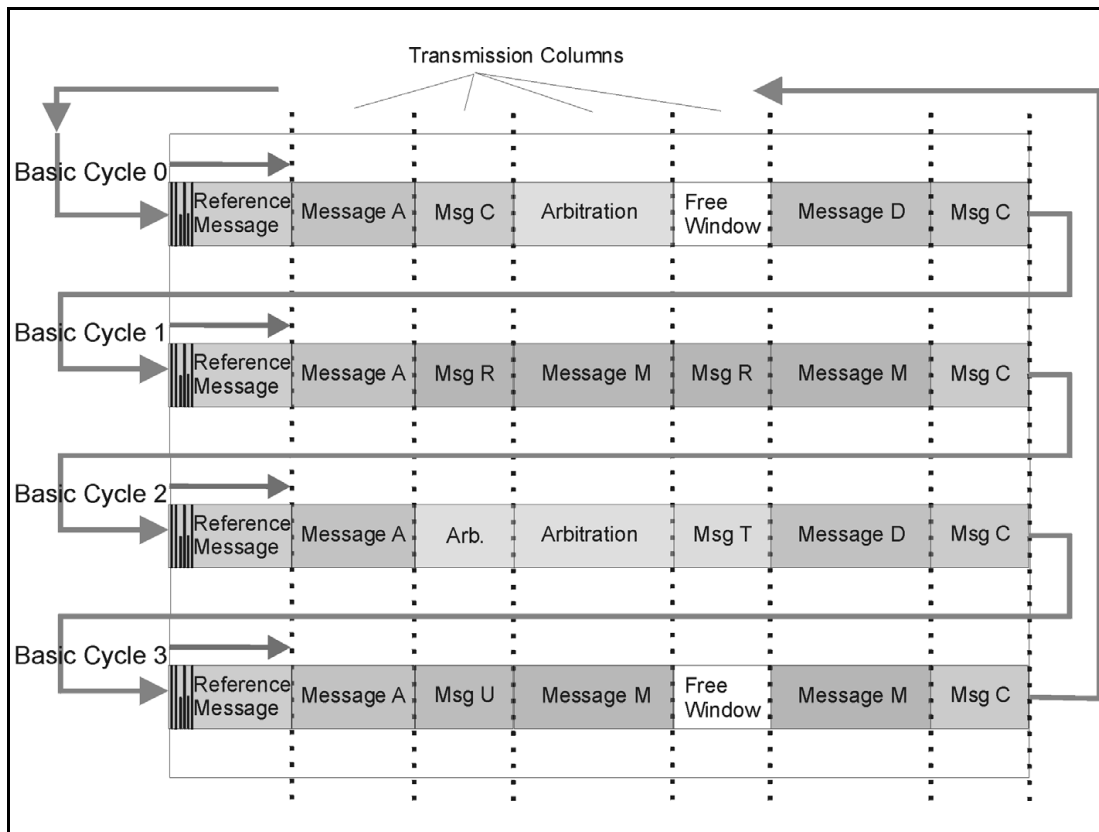 Transmission Columns
Basic Cycle 0
Reference
Message
Message A
Msg C
Arbitration
Free
Window
Message D
Msg C
Basic Cycle 1
Reference
Message
Message A
Msg R
Message M
Msg R
Message M
Msg C
Basic Cycle 2
Reference
Message
Message A
Arb.
Arbitration
Msg T
Message D
Msg C
Basic Cycle 3
Reference
Message
Message A
Msg U
Message M
Free
Window
Message M
Msg C